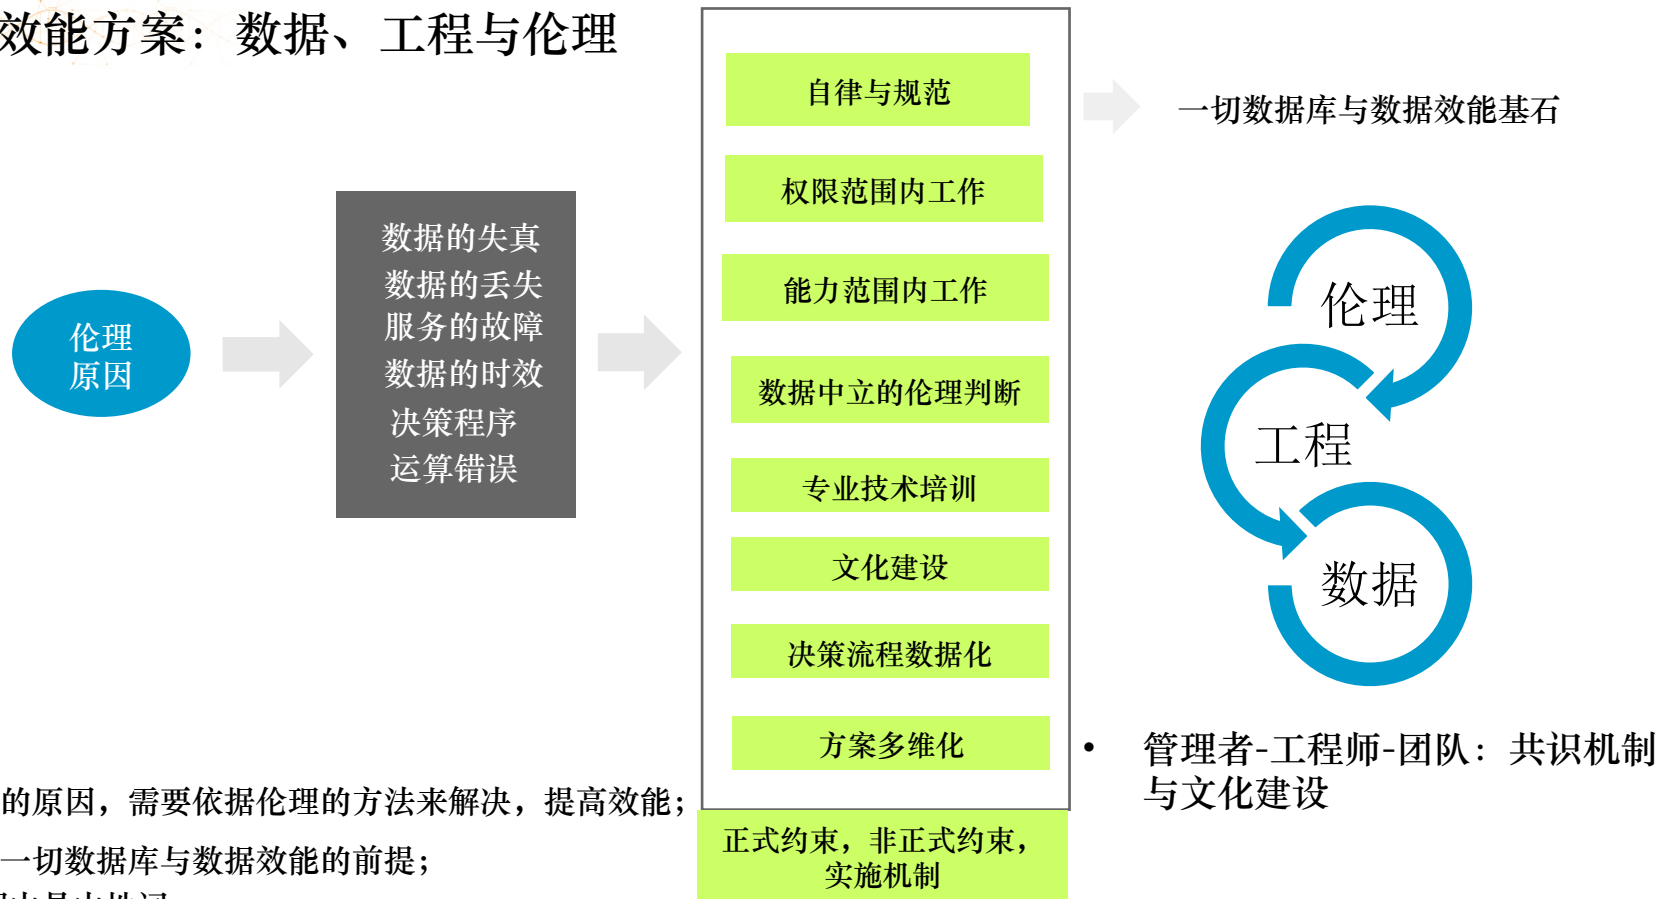 效能方案：数据、工程与伦理
伦理
原因
数据的失真
数据的丢失
服务的故障
数据的时效
决策程序
运算错误
自律与规范
权限范围内工作
能力范围内工作
数据中立的伦理判断
专业技术培训
文化建设
决策流程数据化
方案多维化
正式约束，非正式约束，
实施机制
一切数据库与数据效能基石
伦理
工程
数据
• 管理者-工程师-团队：共识机制
与文化建设
的原因，需要依据伦理的方法来解决，提高效能；
一切数据库与数据效能的前提；